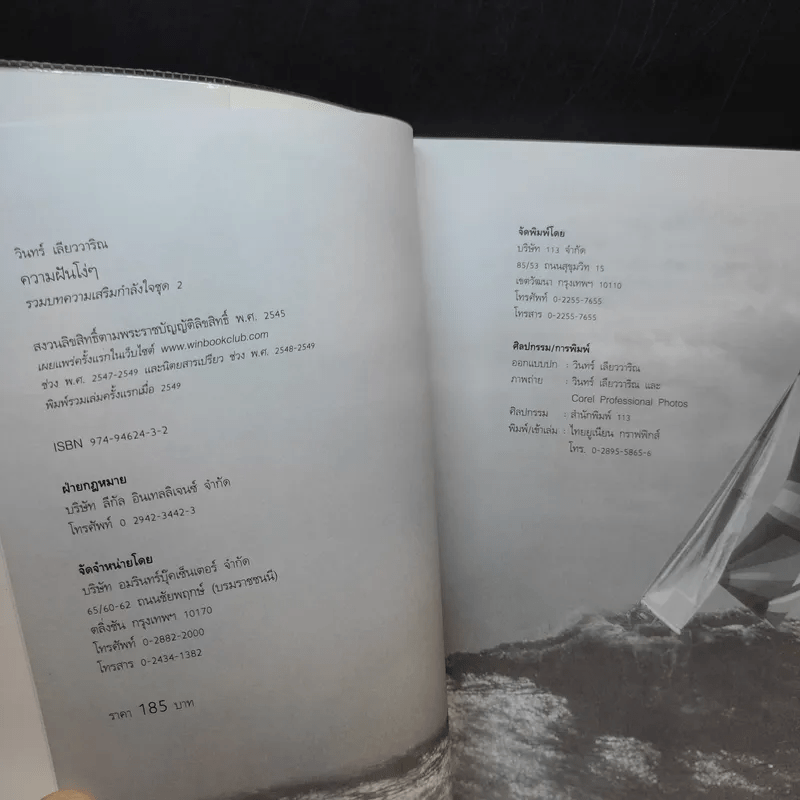 วินทร์ เลียววาริณ
ความฝันโง่ๆ
รวมบทความเสริมกำลังใจชุด 2
สงวนลิขสิทธิ์ตามพระราชบัญญัติลิขสิทธิ์ พ.ศ. 2545
เผยแพร่ครั้งแรกในเว็บไซต์ www.winbookclub.com
ช่วง พ.ศ. 2547-2549 และนิตยสารเปรียว ช่วง พ.ศ. 2548-2549
พิมพ์รวมเล่มครั้งแรกเมื่อ 2549
ISBN 974-94624-3-2
ฝ่ายกฎหมาย
บริษัท ลีกัล อินเทลลิเจนซ์ จำกัด
โทรศัพท์ 0 2942-3442-3
จัดจำหน่ายโดย
บริษัท อมรินทร์บุ๊คเซ็นเตอร์ จำกัด
65/60-62 ถนนชัยพฤกษ์ (บรมราชชนนี)
ตลิ่งชัน กรุงเทพฯ 10170
โทรศัพท์ 0-2882-2000
โทรสาร 0-2434-1382
ราคา 185 บาท
จัดพิมพ์โดย
บริษัท 113 จำกัด
85/53 ถนนสุขุมวิท 15
เขตวัฒนา กรุงเทพฯ 10110
โทรศัพท์ 0-2255-7655
โทรสาร 0-2255-7655
ศิลปกรรม/การพิมพ์
ออกแบบปก : วินทร์ เลียววาริณ
ภาพถ่าย : วินทร์ เลียววาริณ และ
Corel Professional Photos
ศิลปกรรม : สำนักพิมพ์ 113
พิมพ์/เข้าเล่ม : ไทยยูเนียน กราฟฟิกส์
โทร. 0-2895-5865-6